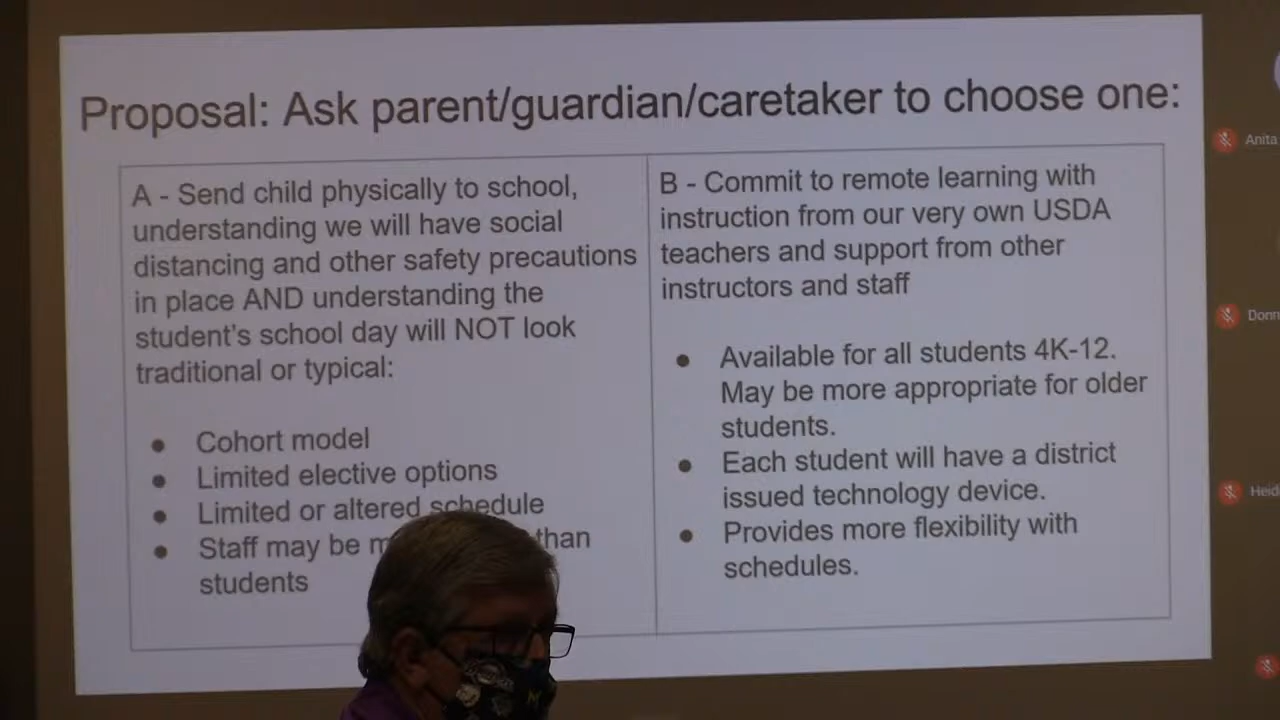 Proposal: Ask parent/guardian/caretaker to choose one:
A - Send child physically to school,
understanding we will have social
distancing and other safety precautions
in place AND understanding the
student's school day will NOT look
traditional or typical:
● Cohort model
● Limited elective options
● Limited or altered schedule
● Staff may be than
students
B - Commit to remote learning with
instruction from our very own USDA
teachers and support from other
instructors and staff
● Available for all students 4K-12.
May be more appropriate for older
students.
● Each student will have a district
issued technology device.
● Provides more flexibility with
schedules.
Anita
Donn
Heid